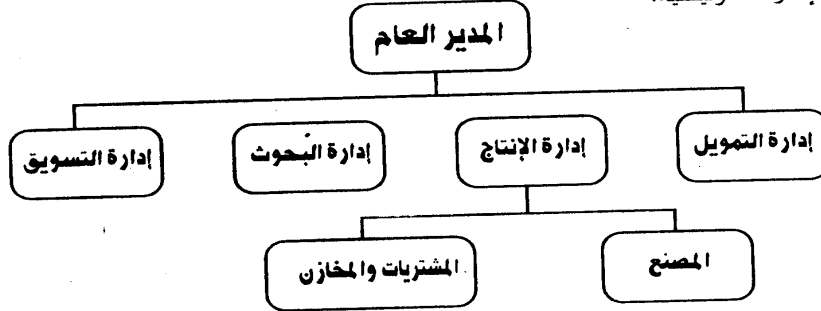 المدير العام
إدارة التمويل
إدارة الإنتاج
إدارة البحوث
إدارة التسويق
المصنع
المشتريات والمخازن